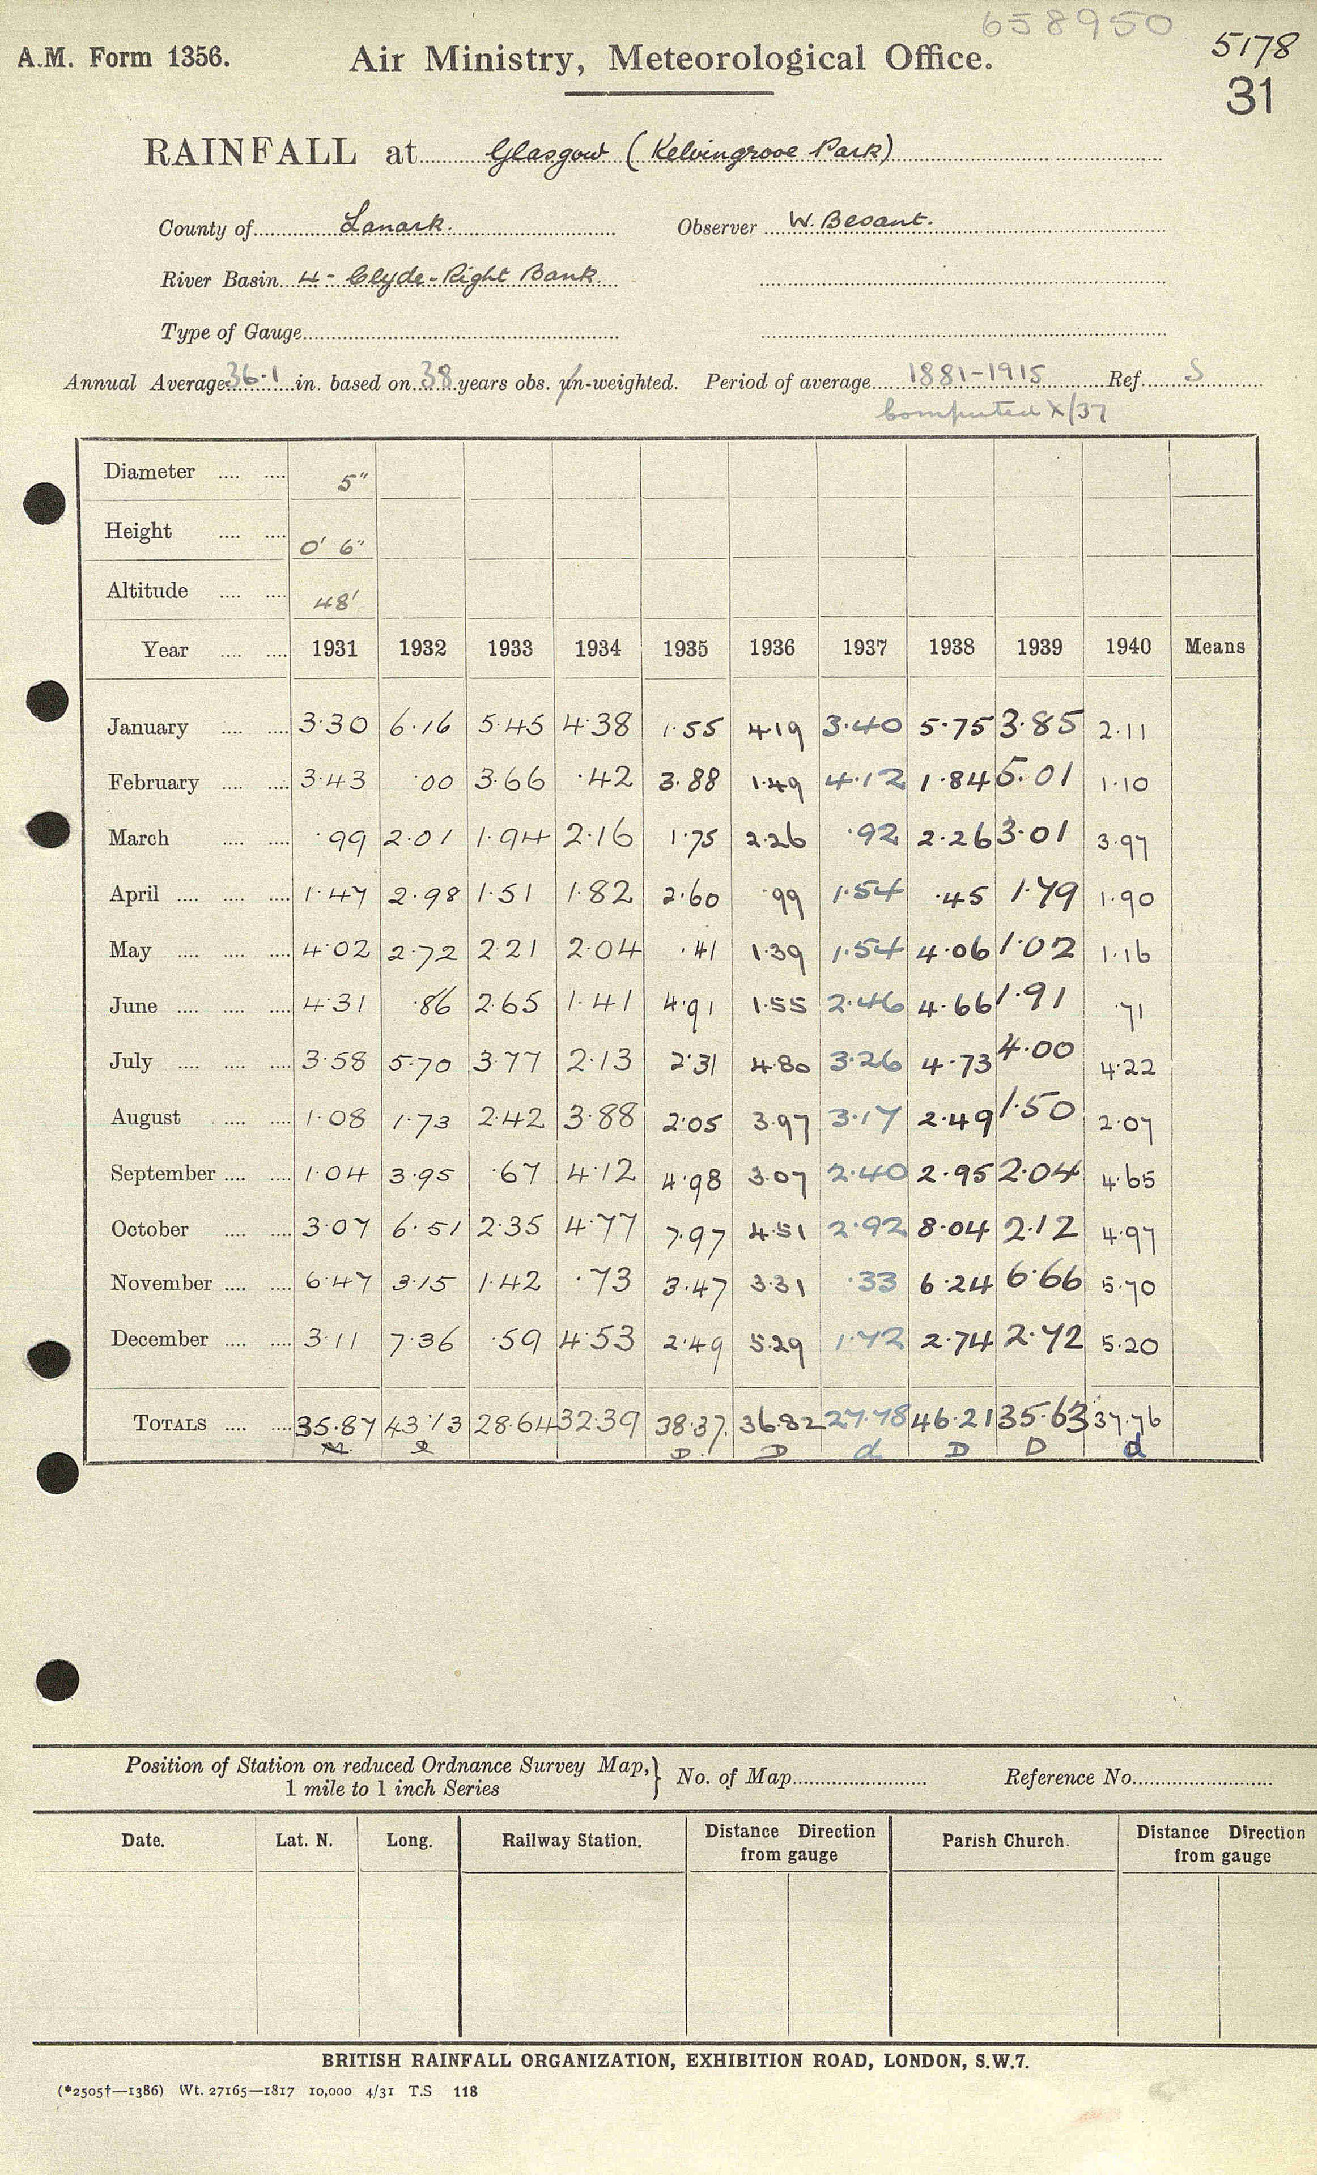 658950
A.M. Form 1356. Air Ministry, Meteorological Office. 5178
31
RAINFALL at Glasgow (Kelvingrove Park)
County of Lanark. Observer W. Besant.
River Basin 4 - Clyde - Right Bank
Type of Gauge
Annual Average 36.1 in. based on 38 years obs. un-weighted. Period of average 1881-1915 Ref. S
Computed X/37
Diameter 5"
Height 0' 6"
Altitude 48'
Year 1931 1932 1933 1934 1935 1936 1937 1938 1939 1940 Means
January 3.30 6.16 5.45 4.38 1.55 4.19 3.40 5.75 3.85 2.11
February 3.43 .00 3.66 .42 3.88 1.49 4.12 1.84 5.01 1.10
March .99 2.01 1.94 2.16 1.75 2.26 .92 2.26 3.01 3.97
April 1.47 2.98 1.51 1.82 2.60 .99 1.54 .45 1.79 1.90
May 4.02 2.72 2.21 2.04 .41 1.39 1.54 4.06 1.02 1.16
June 4.31 .86 2.65 1.41 4.91 1.55 2.46 4.66 1.91 .71
July 3.58 5.70 3.77 2.13 2.31 4.80 3.26 4.73 4.00 4.22
August 1.08 1.73 2.42 3.88 2.05 3.97 3.17 2.49 1.50 2.07
September 1.04 3.95 .67 4.12 4.98 3.07 2.40 2.95 2.04 4.65
October 3.07 6.51 2.35 4.77 7.97 4.51 2.92 8.04 2.12 4.97
November 6.47 3.15 1.42 .73 3.47 3.31 .33 6.24 6.66 5.70
December 3.11 7.36 .59 4.53 2.49 5.29 1.72 2.74 2.72 5.20
TOTALS 35.87 43.13 28.64 32.39 38.37 36.82 27.78 46.21 35.63 37.76
D D d D D d
Position of Station on reduced Ordnance Survey Map, } No. of Map Reference No.
1 mile to 1 inch Series
Date. Lat. N. Long. Railway Station. Distance Direction Parish Church. Distance Direction
from gauge from gauge
BRITISH RAINFALL ORGANIZATION, EXHIBITION ROAD, LONDON, S.W.7.
(*2505†—1386) Wt. 27165—1817 10,000 4/31 T.S 118